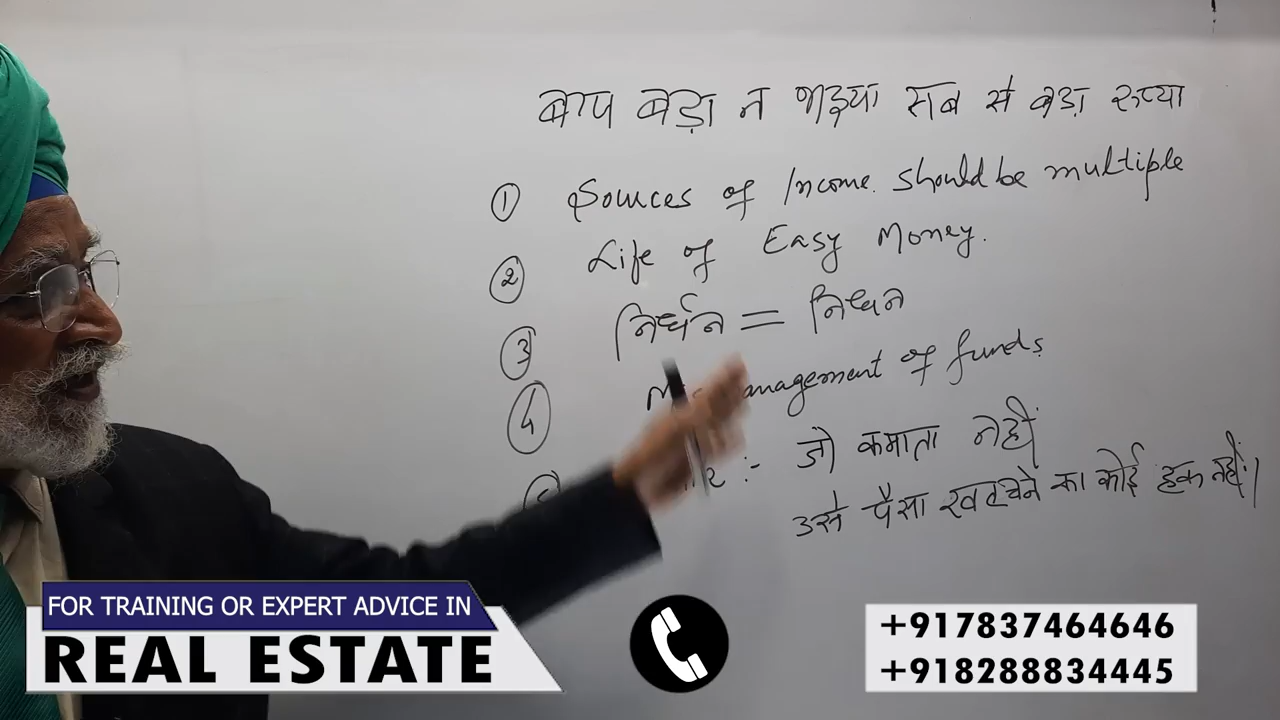 बाप बड़ा न भइया सब से बड़ा रुपया
① Sources of Income. Should be multiple
② Life of Easy Money.
③ निर्धन = निधन
④ management of funds
:- जो कमाता नहीं
उसे पैसा खरचने का कोई हक नहीं।
FOR TRAINING OR EXPERT ADVICE IN
REAL ESTATE
+917837464646
+918288834445